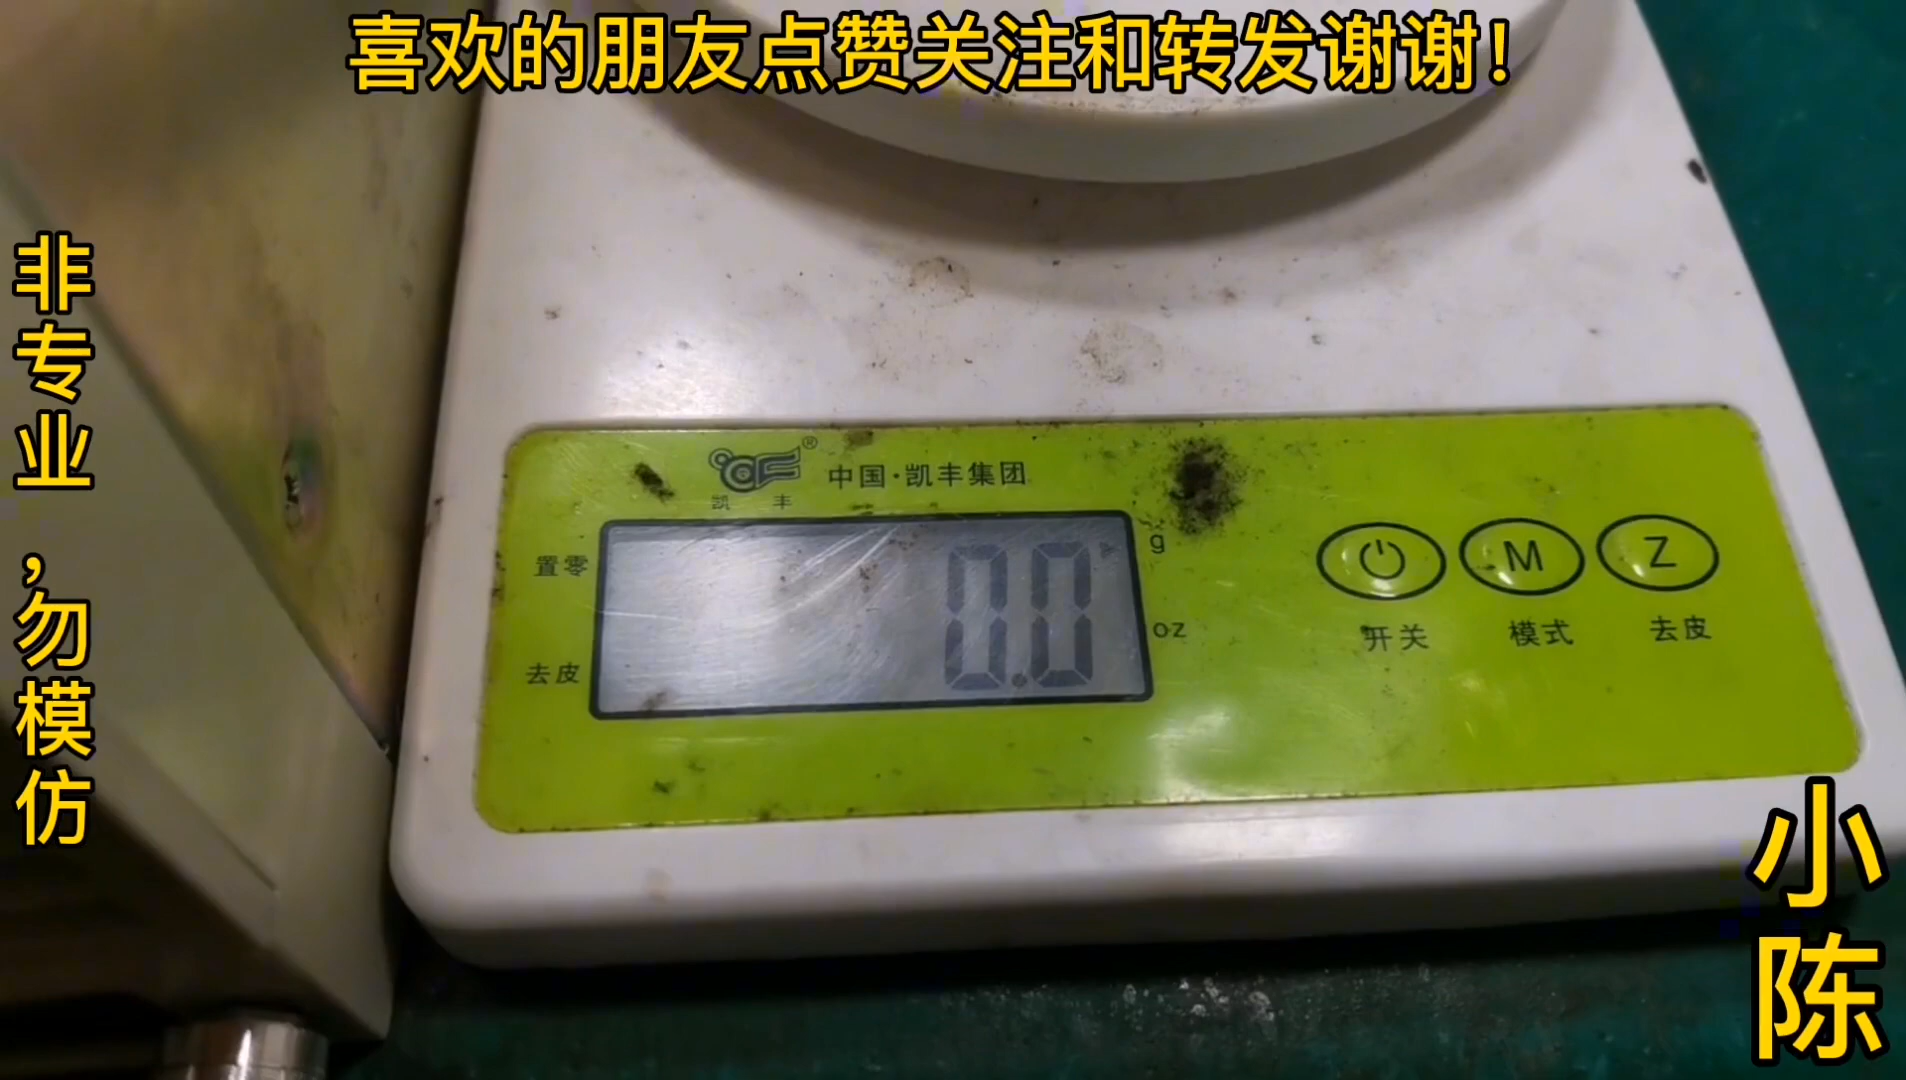 喜欢的朋友点赞关注和转发谢谢!
非专业,勿模仿
中国·凯丰集团
凯 丰
置零
去皮
0.0
g
oz
M
Z
开关
模式
去皮
小陈